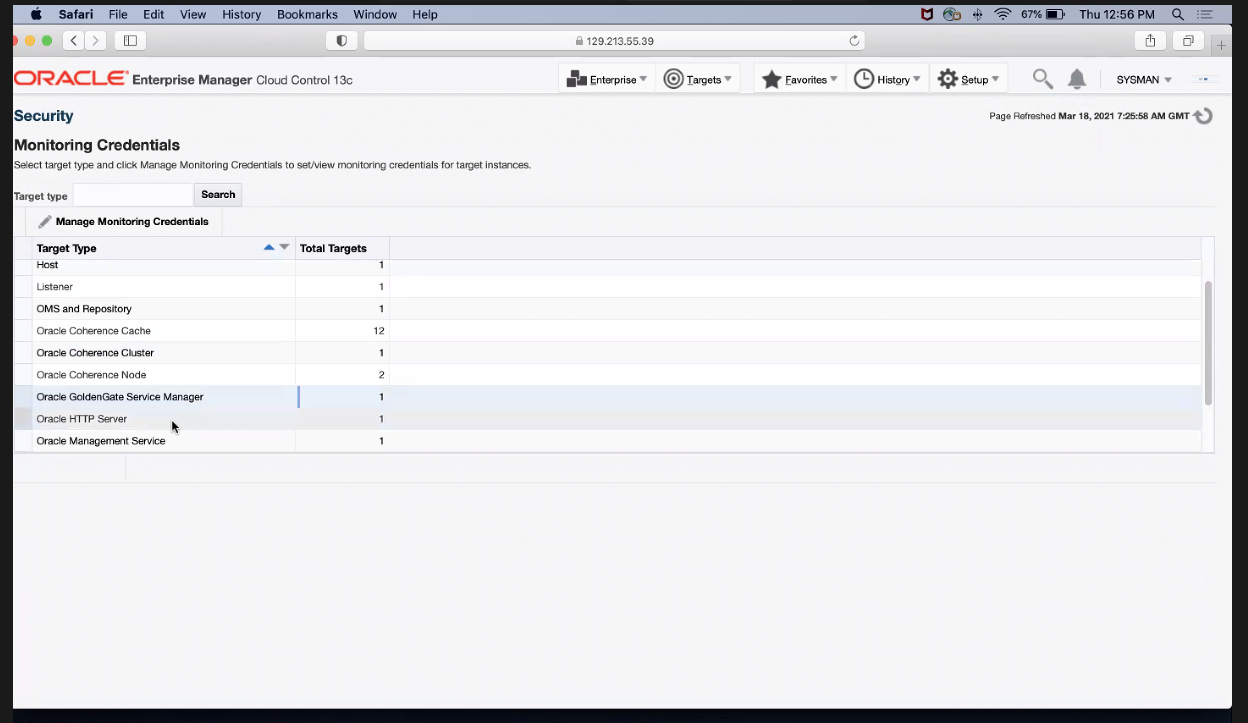 Safari File Edit View History Bookmarks Window Help 67% Thu 12:56 PM
129.213.55.39
ORACLE Enterprise Manager Cloud Control 13c Enterprise Targets Favorites History Setup SYSMAN
Security
Page Refreshed Mar 18, 2021 7:25:58 AM GMT
Monitoring Credentials
Select target type and click Manage Monitoring Credentials to set/view monitoring credentials for target instances.
Target type Search
Manage Monitoring Credentials
Target Type Total Targets
Host 1
Listener 1
OMS and Repository 1
Oracle Coherence Cache 12
Oracle Coherence Cluster 1
Oracle Coherence Node 2
Oracle GoldenGate Service Manager 1
Oracle HTTP Server 1
Oracle Management Service 1